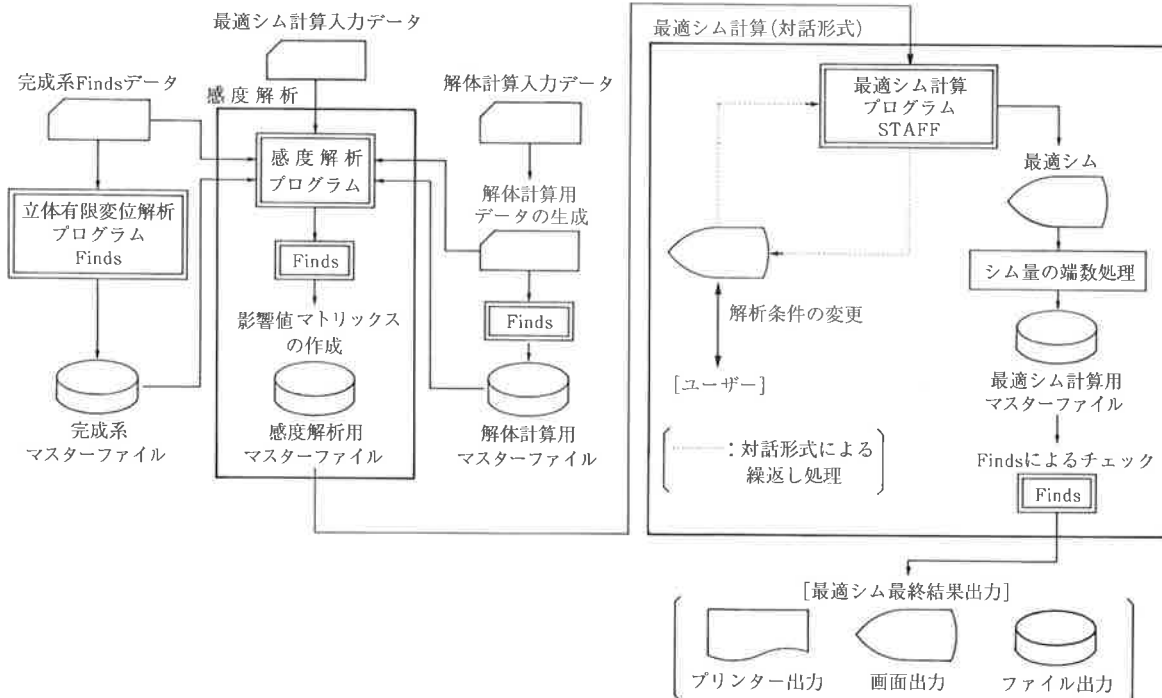 最適シム計算入力データ
完成系Findsデータ
感度解析
解体計算入力データ
感度解析
プログラム
立体有限変位解析
プログラム
Finds
解体計算用
データの生成
Finds
Finds
影響値マトリックス
の作成
完成系
マスターファイル
感度解析用
マスターファイル
解体計算用
マスターファイル
最適シム計算(対話形式)
最適シム計算
プログラム
STAFF
最適シム
シム量の端数処理
解析条件の変更
[ユーザー]
最適シム計算用
マスターファイル
:対話形式による
繰返し処理
Findsによるチェック
Finds
[最適シム最終結果出力]
プリンター出力
画面出力
ファイル出力